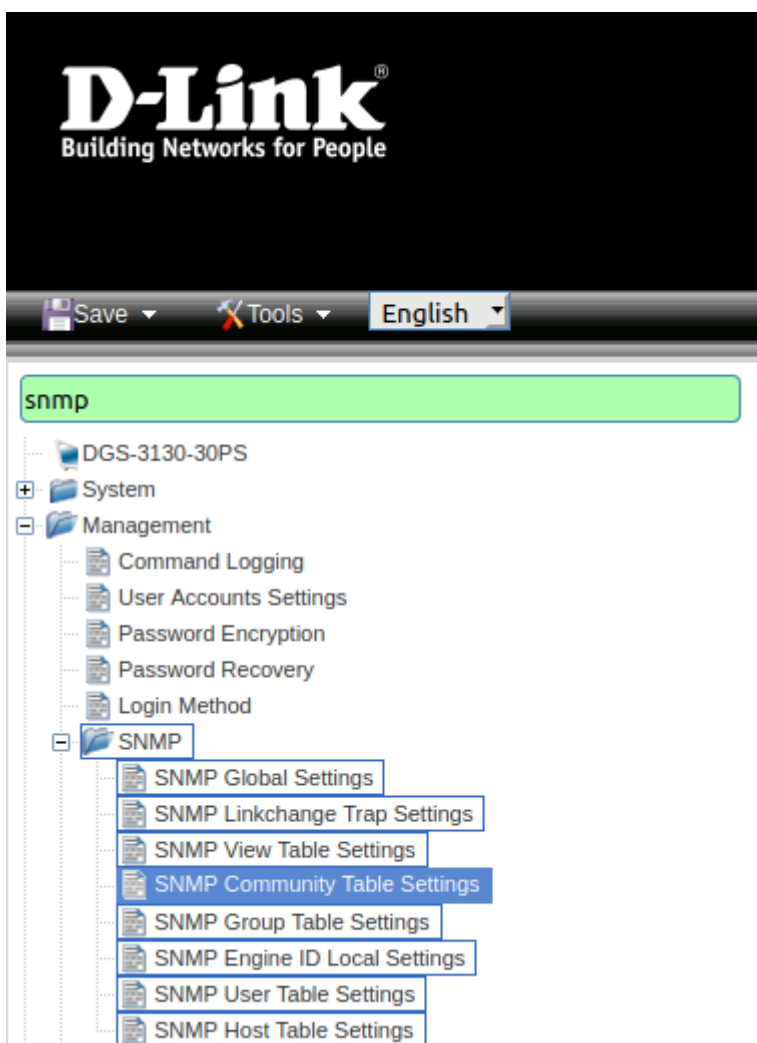 D-Link®
Building Networks for People
Save Tools English
snmp
DGS-3130-30PS
System
Management
Command Logging
User Accounts Settings
Password Encryption
Password Recovery
Login Method
SNMP
SNMP Global Settings
SNMP Linkchange Trap Settings
SNMP View Table Settings
SNMP Community Table Settings
SNMP Group Table Settings
SNMP Engine ID Local Settings
SNMP User Table Settings
SNMP Host Table Settings